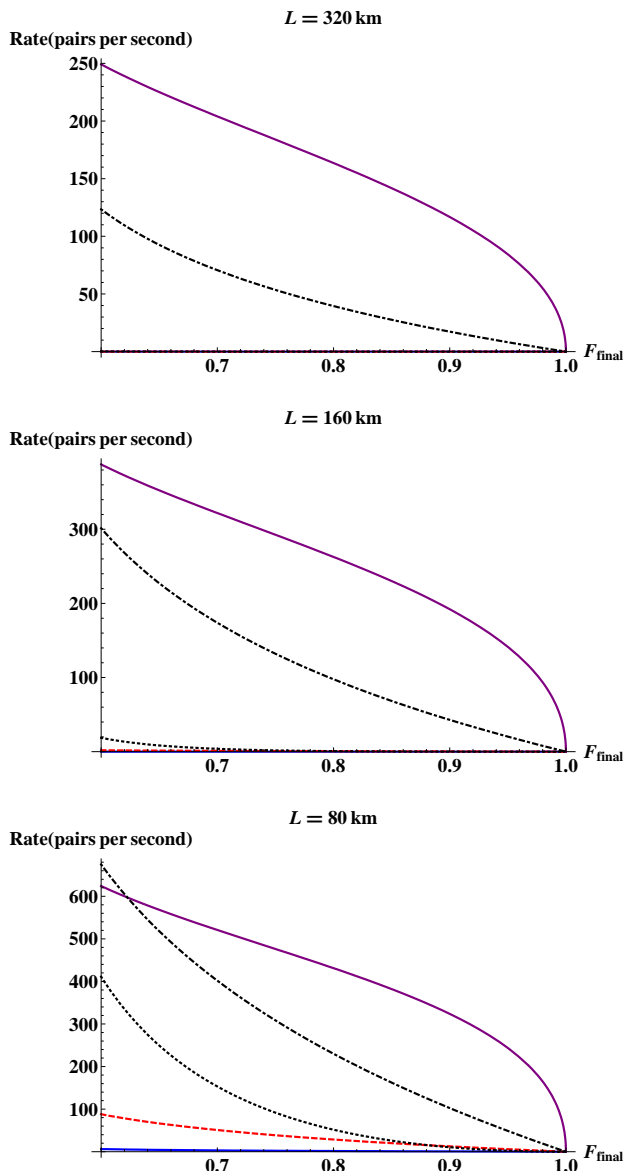 L = 320 km
Rate(pairs per second)
250
200
150
100
50
0.7 0.8 0.9 1.0 F_final
L = 160 km
Rate(pairs per second)
300
200
100
0.7 0.8 0.9 1.0 F_final
L = 80 km
Rate(pairs per second)
600
500
400
300
200
100
0.7 0.8 0.9 1.0 F_final